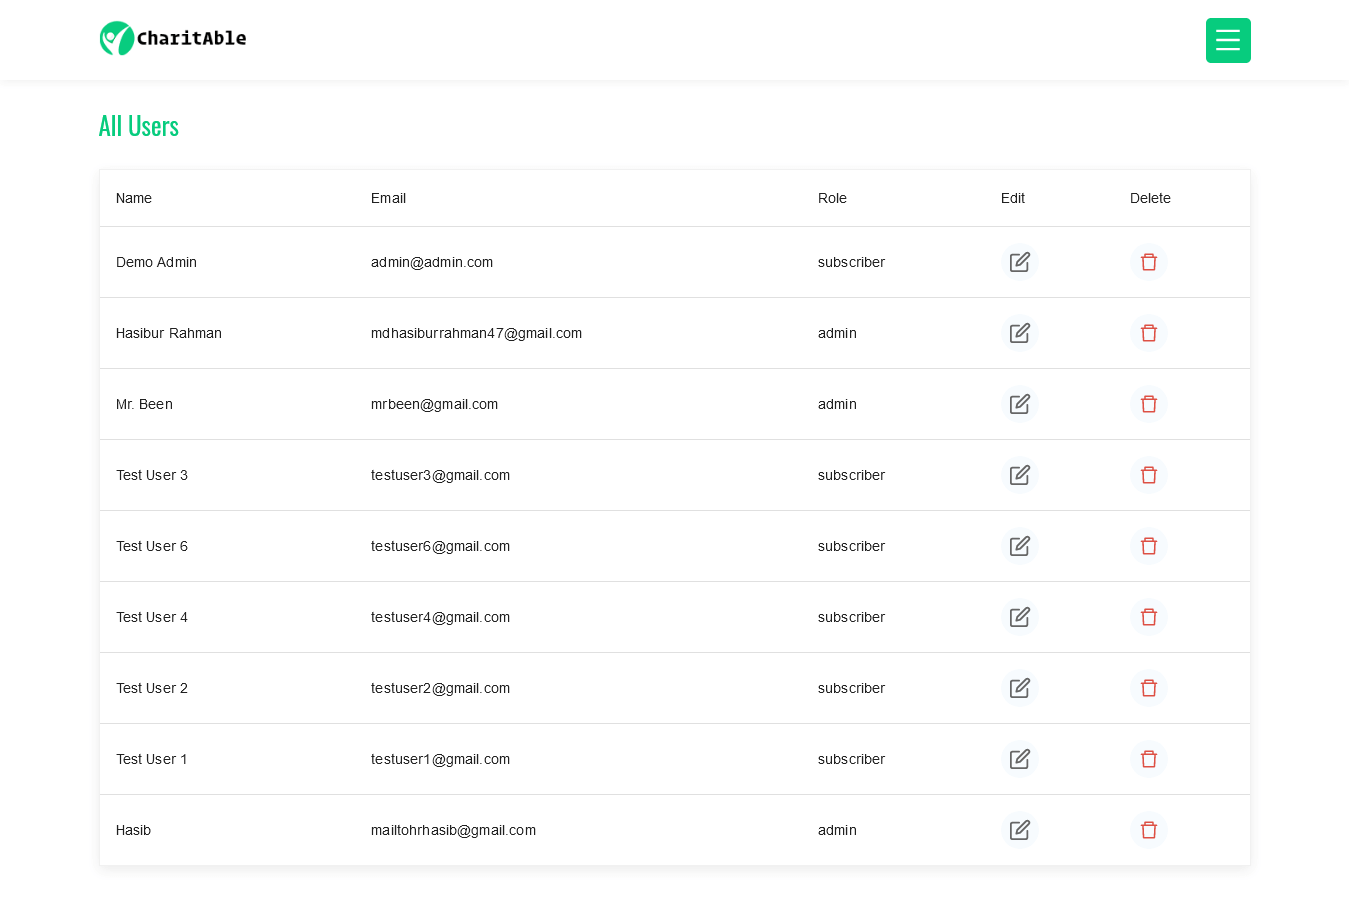 CharitAble
All Users
Name Email Role Edit Delete
Demo Admin admin@admin.com subscriber
Hasibur Rahman mdhasiburrahman47@gmail.com admin
Mr. Been mrbeen@gmail.com admin
Test User 3 testuser3@gmail.com subscriber
Test User 6 testuser6@gmail.com subscriber
Test User 4 testuser4@gmail.com subscriber
Test User 2 testuser2@gmail.com subscriber
Test User 1 testuser1@gmail.com subscriber
Hasib mailtohrhasib@gmail.com admin